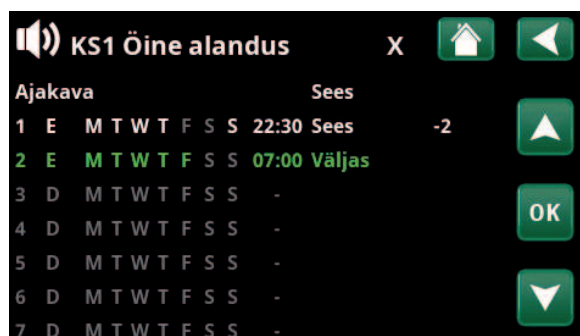 KS1 Öine alandus X
Ajakava Sees
1 E M T W T F S S 22:30 Sees -2
2 E M T W T F S S 07:00 Väljas
3 D M T W T F S S -
4 D M T W T F S S -
OK
5 D M T W T F S S -
6 D M T W T F S S -
7 D M T W T F S S